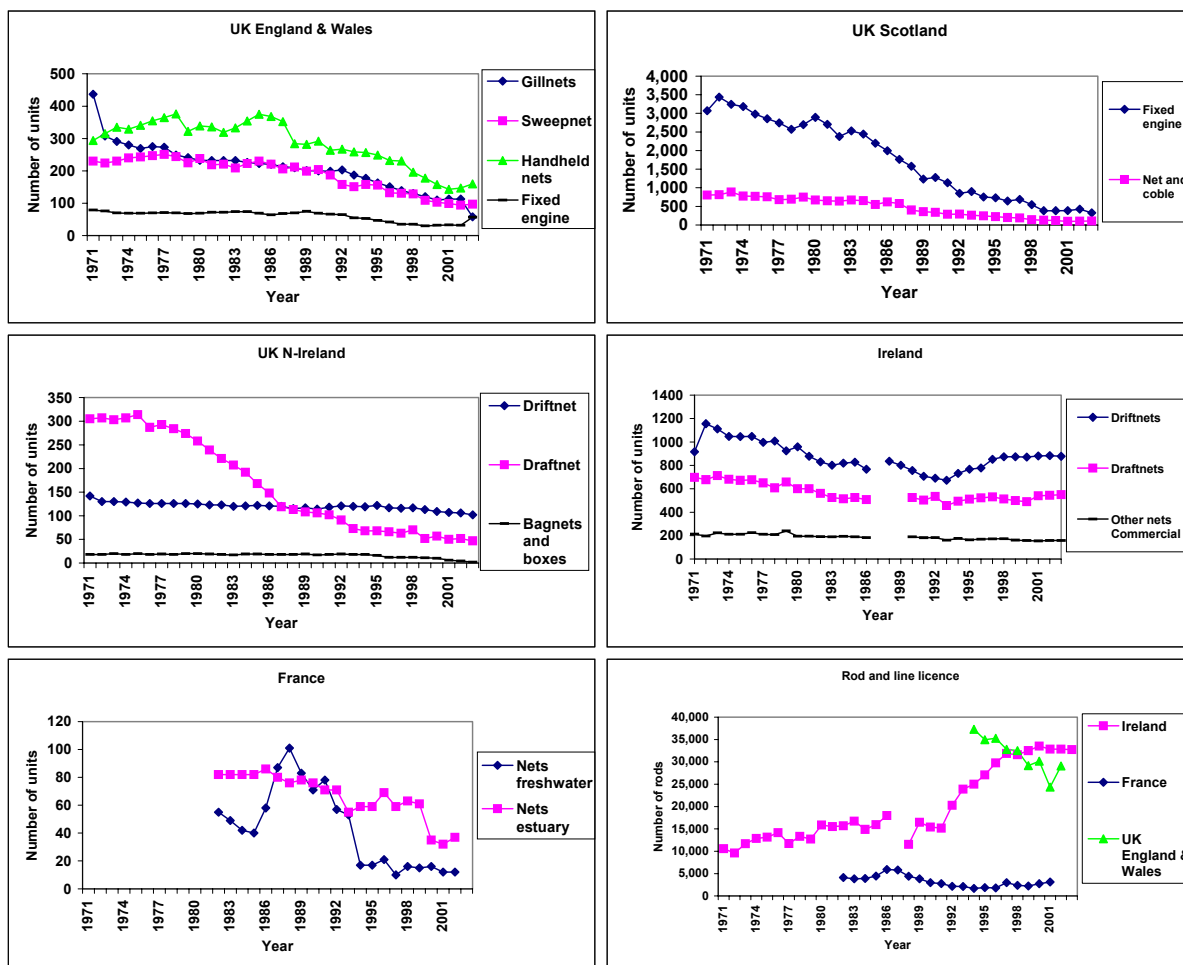 UK England & Wales
Number of units
500
400
300
200
100
0
1971
1974
1977
1980
1983
1986
1989
1992
1995
1998
2001
Year
Gillnets
Sweepnet
Handheld
nets
Fixed
engine
UK Scotland
Number of units
4,000
3,500
3,000
2,500
2,000
1,500
1,000
500
0
1971
1974
1977
1980
1983
1986
1989
1992
1995
1998
2001
Year
Fixed
engine
Net and
coble
UK N-Ireland
Number of units
350
300
250
200
150
100
50
0
1971
1974
1977
1980
1983
1986
1989
1992
1995
1998
2001
Year
Driftnet
Draftnet
Bagnets
and
boxes
Ireland
Number of units
1400
1200
1000
800
600
400
200
0
1971
1974
1977
1980
1983
1986
1989
1992
1995
1998
2001
Year
Driftnets
Draftnets
Other nets
Commercial
France
Number of units
120
100
80
60
40
20
0
1971
1974
1977
1980
1983
1986
1989
1992
1995
1998
2001
Year
Nets
freshwater
Nets
estuary
Rod and line licence
Number of rods
40,000
35,000
30,000
25,000
20,000
15,000
10,000
5,000
0
1971
1974
1977
1980
1983
1986
1989
1992
1995
1998
2001
Year
Ireland
France
UK
England &
Wales